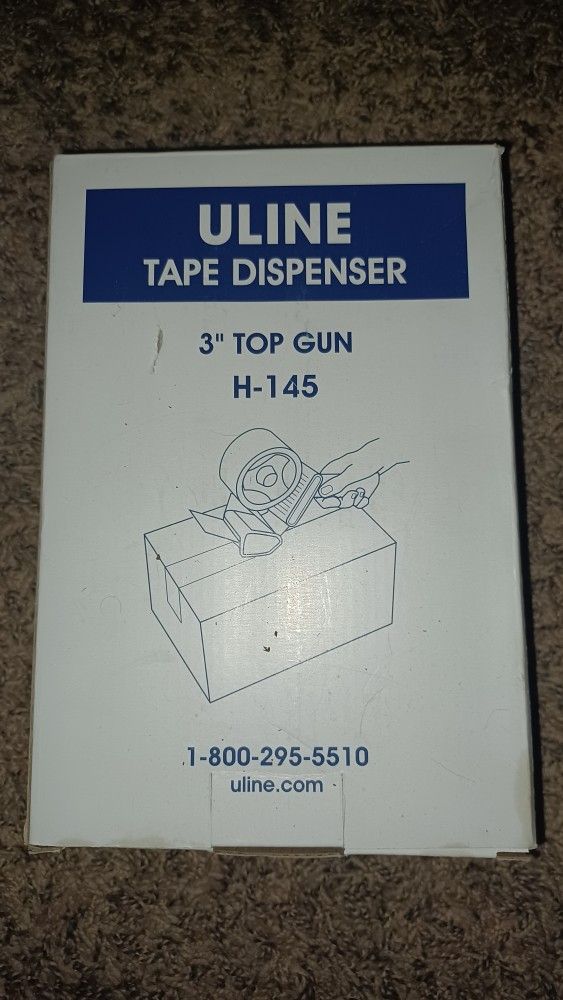 ULINE
TAPE DISPENSER
3" TOP GUN
H-145
1-800-295-5510
uline.com